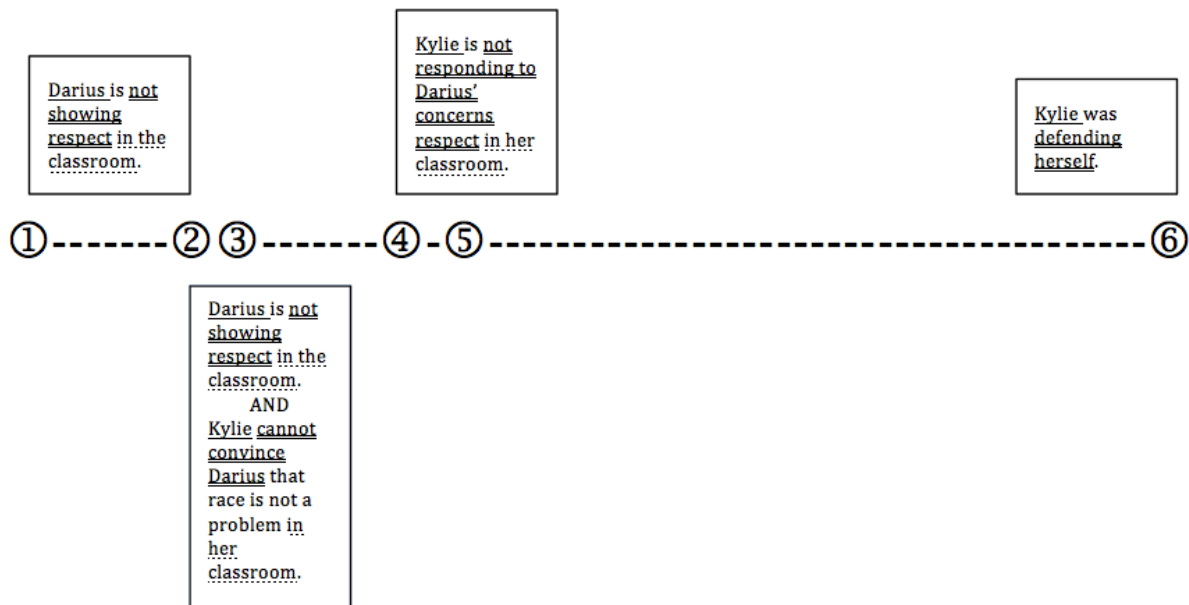 Darius is not
showing
respect in the
classroom.
Kylie is not
responding to
Darius'
concerns
respect in her
classroom.
Kylie was
defending
herself.
①-------②③-------④-⑤------------------------------------⑥
Darius is not
showing
respect in the
classroom.
AND
Kylie cannot
convince
Darius that
race is not a
problem in
her
classroom.